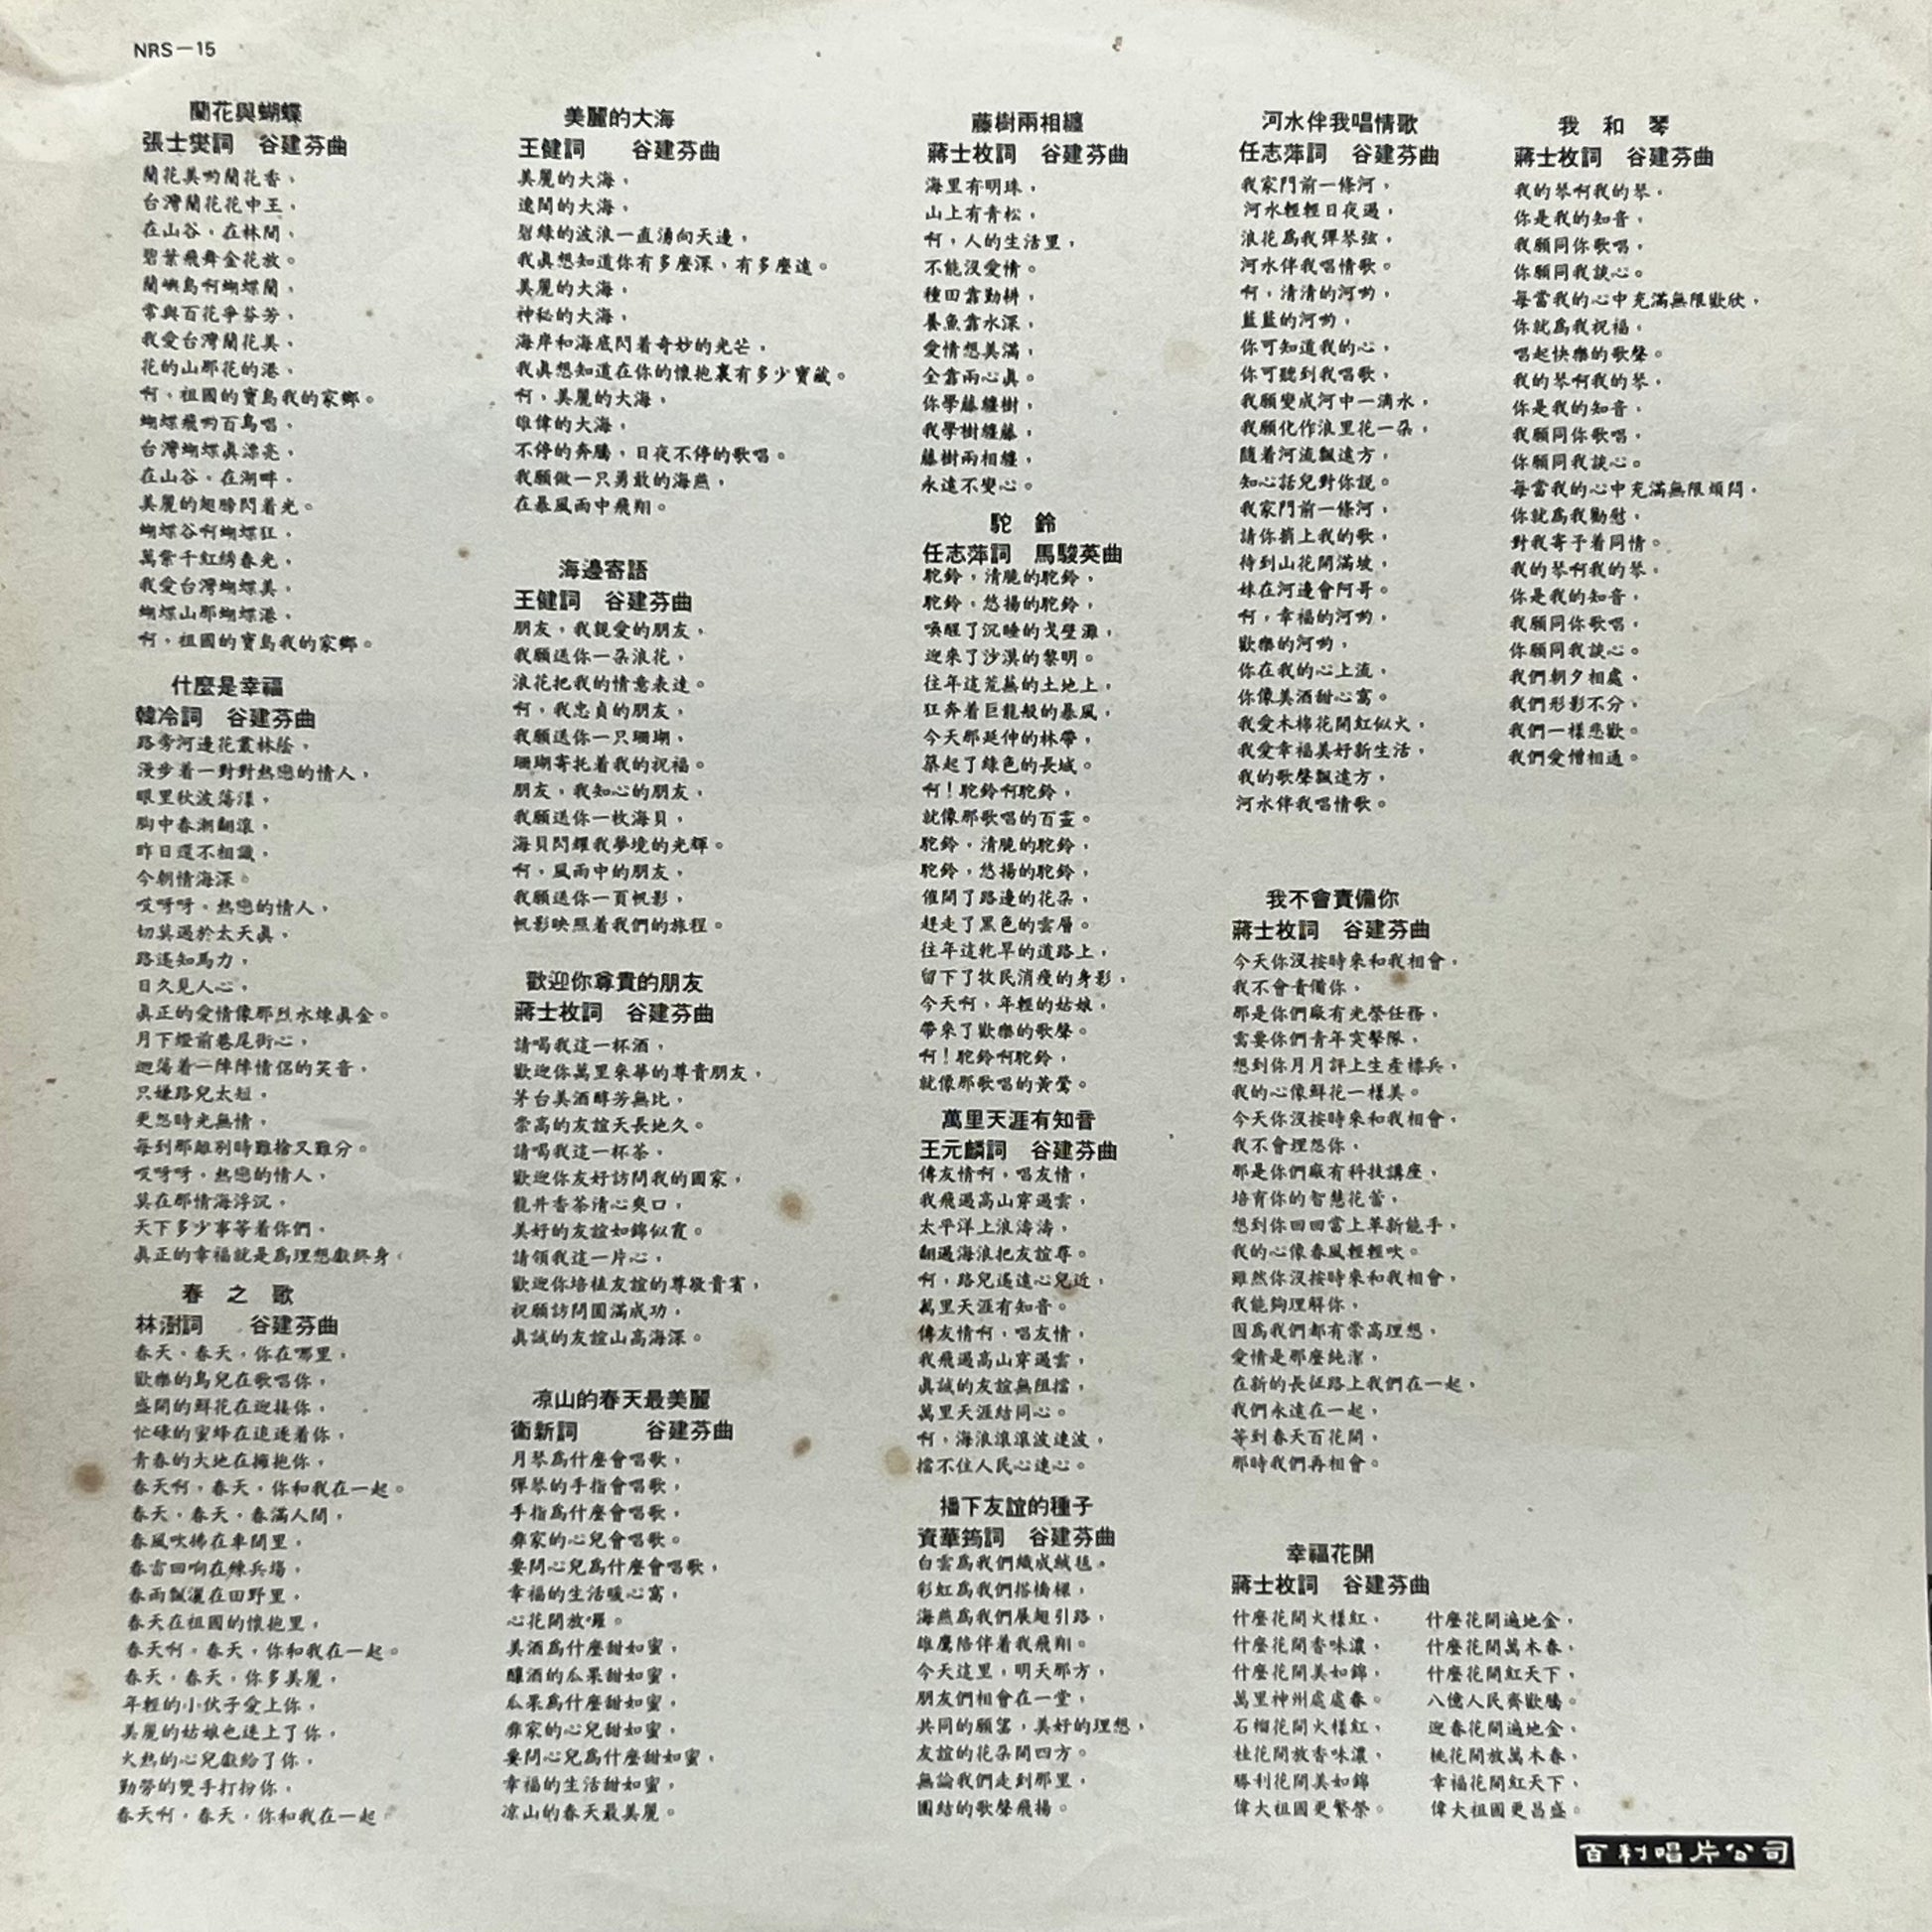 NRS－15
蘭花與蝴蝶
張士燮詞　谷建芬曲
蘭花美喲蘭花香，
台灣蘭花花中王，
在山谷，在林間，
碧葉飛舞金花放。
蘭嶼島啊蝴蝶蘭，
常與百花爭芬芳，
我愛台灣蘭花美，
花的山那花的港，
啊，祖國的寶島我的家鄉。
蝴蝶飛喲百鳥唱，
台灣蝴蝶眞漂亮，
在山谷，在湖畔，
美麗的翅膀閃着光。
蝴蝶谷啊蝴蝶狂，
萬紫千紅綉春光，
我愛台灣蝴蝶美，
蝴蝶山那蝴蝶港，
啊，祖國的寶島我的家鄉。
什麼是幸福
韓冷詞　谷建芬曲
路旁河邊花叢林蔭，
漫步着一對對熱戀的情人，
眼里秋波蕩漾，
胸中春潮翻滾，
昨日還不相識，
今朝情海深。
哎呀呀，熱戀的情人，
切莫過於太天眞，
路遙知馬力，
日久見人心，
眞正的愛情像那烈水煉眞金。
月下燈前巷尾街心，
迴蕩着一陣陣情侶的笑音，
只嫌路兒太短，
更怨時光無情，
每到那離別時難捨又難分。
哎呀呀，熱戀的情人，
莫在那情海浮沉，
天下多少事等着你們，
眞正的幸福就是爲理想獻終身，
春　之　歌
林澍詞　谷建芬曲
春天，春天，你在哪里，
歡樂的鳥兒在歌唱你，
盛開的鮮花在迎接你，
忙碌的蜜蜂在追逐着你，
青春的大地在擁抱你，
春天啊，春天，你和我在一起。
春天，春天，春滿人間，
春風吹拂在車間里，
春雷回响在練兵場，
春雨飄灑在田野里，
春天在祖國的懷抱里，
春天啊，春天，你和我在一起。
春天，春天，你多美麗，
年輕的小伙子愛上你，
美麗的姑娘也迷上了你，
火熱的心兒獻給了你，
勤勞的雙手打扮你，
春天啊，春天，你和我在一起。
美麗的大海
王健詞　谷建芬曲
美麗的大海，
遼闊的大海，
碧綠的波浪一直湧向天邊，
我眞想知道你有多麼深，有多麼遠。
美麗的大海，
神秘的大海，
海岸和海底閃着奇妙的光芒，
我眞想知道在你的懷抱裏有多少寶藏。
啊，美麗的大海，
雄偉的大海，
不停的奔騰，日夜不停的歌唱。
我願做一只勇敢的海燕，
在暴風雨中飛翔。
海邊寄語
王健詞　谷建芬曲
朋友，我親愛的朋友，
我願送你一朵浪花，
浪花把我的情意表達。
啊，我忠貞的朋友，
我願送你一只珊瑚，
珊瑚寄托着我的祝福。
朋友，我知心的朋友，
我願送你一枚海貝，
海貝閃耀我夢境的光輝。
啊，風雨中的朋友，
我願送你一頁帆影，
帆影映照着我們的旅程。
歡迎你尊貴的朋友
蔣士枚詞　谷建芬曲
請喝我這一杯酒，
歡迎你萬里來華的尊貴朋友，
茅台美酒醇芳無比，
崇高的友誼天長地久。
請喝我這一杯茶，
歡迎你友好訪問我的國家，
龍井香茶清心爽口，
美好的友誼如錦似霞。
請領我這一片心，
歡迎你培植友誼的尊敬貴賓，
祝願訪問圓滿成功，
眞誠的友誼山高海深。
凉山的春天最美麗
衛新詞　谷建芬曲
月琴爲什麼會唱歌，
彈琴的手指會唱歌，
手指爲什麼會唱歌，
彝家的心兒會唱歌。
要問心兒爲什麼會唱歌，
幸福的生活暖心窩，
心花開放囉。
美酒爲什麼甜如蜜，
釀酒的瓜果甜如蜜，
瓜果爲什麼甜如蜜，
彝家的心兒甜如蜜，
要問心兒爲什麼甜如蜜，
幸福的生活甜如蜜，
凉山的春天最美麗。
藤樹兩相纏
蔣士枚詞　谷建芬曲
海里有明珠，
山上有青松，
啊，人的生活里，
不能沒愛情。
種田靠勤耕，
養魚靠水深，
愛情想美滿，
全靠兩心眞。
你學藤纏樹，
我學樹纏藤，
藤樹兩相纏，
永遠不變心。
駝　鈴
任志萍詞　馬駿英曲
駝鈴，清脆的駝鈴，
駝鈴，悠揚的駝鈴，
喚醒了沉睡的戈壁灘，
迎來了沙漠的黎明。
往年這荒蕪的土地上，
狂奔着巨龍般的暴風，
今天那延伸的林帶，
築起了綠色的長城。
啊！駝鈴啊駝鈴，
就像那歌唱的百靈。
駝鈴，清脆的駝鈴，
駝鈴，悠揚的駝鈴，
催開了路邊的花朵，
趕走了黑色的雲層。
往年這乾旱的道路上，
留下了牧民消瘦的身影，
今天啊，年輕的姑娘，
帶來了歡樂的歌聲。
啊！駝鈴啊駝鈴，
就像那歌唱的黃鶯。
萬里天涯有知音
王元麟詞　谷建芬曲
傳友情啊，唱友情，
我飛過高山穿過雲，
太平洋上浪濤濤，
翻過海浪把友誼尋。
啊，路兒遙遠心兒近，
萬里天涯有知音。
傳友情啊，唱友情，
我飛過高山穿過雲，
眞誠的友誼無阻擋，
萬里天涯結同心。
啊，海浪滾滾波連波，
擋不住人民心連心。
播下友誼的種子
資華筠詞　谷建芬曲
白雲爲我們織成絨毯。
彩虹爲我們搭橋樑，
海燕爲我們展翅引路，
雄鷹陪伴着我飛翔。
今天這里，明天那方，
朋友們相會在一堂，
共同的願望，美好的理想，
友誼的花朵開四方。
無論我們走到那里，
團結的歌聲飛揚。
河水伴我唱情歌
任志萍詞　谷建芬曲
我家門前一條河，
河水輕輕日夜過，
浪花爲我彈琴弦，
河水伴我唱情歌。
啊，清清的河喲，
藍藍的河喲，
你可知道我的心，
你可聽到我唱歌，
我願變成河中一滴水，
我願化作浪里花一朵，
隨着河流飄遠方，
知心話兒對你說。
我家門前一條河，
請你捎上我的歌，
待到山花開滿坡，
妹在河邊會阿哥。
啊，幸福的河喲，
歡樂的河喲，
你在我的心上流，
你像美酒甜心窩。
我愛木棉花開紅似火，
我愛幸福美好新生活，
我的歌聲飄遠方，
河水伴我唱情歌。
我不會責備你
蔣士枚詞　谷建芬曲
今天你沒按時來和我相會，
我不會責備你，
那是你們廠有光榮任務，
需要你們青年突擊隊，
想到你月月評上生產標兵，
我的心像鮮花一樣美。
今天你沒按時來和我相會，
我不會埋怨你，
那是你們廠有科技講座，
培育你的智慧花蕾，
想到你回回當上革新能手，
我的心像春風輕輕吹。
雖然你沒按時來和我相會，
我能夠理解你，
因爲我們都有崇高理想，
愛情是那麼純潔，
在新的長征路上我們在一起，
我們永遠在一起，
等到春天百花開，
那時我們再相會。
幸福花開
蔣士枚詞　谷建芬曲
什麼花開火樣紅，　什麼花開遍地金，
什麼花開香味濃，　什麼花開萬木春，
什麼花開美如錦，　什麼花開紅天下，
萬里神州處處春。　八億人民齊歡騰。
石榴花開火樣紅，　迎春花開遍地金，
桂花開放香味濃，　桃花開放萬木春，
勝利花開美如錦　幸福花開紅天下，
偉大祖國更繁榮。　偉大祖國更昌盛。
我　和　琴
蔣士枚詞　谷建芬曲
我的琴啊我的琴，
你是我的知音，
我願同你歌唱，
你願同我談心。
每當我的心中充滿無限歡欣，
你就爲我祝福，
唱起快樂的歌聲。
我的琴啊我的琴，
你是我的知音，
我願同你歌唱，
你願同我談心。
每當我的心中充滿無限煩悶，
你就爲我勸慰，
對我寄予着同情。
我的琴啊我的琴，
你是我的知音，
我願同你歌唱，
你願同我談心。
我們朝夕相處，
我們形影不分，
我們一樣悲歡。
我們愛憎相通。
百利唱片公司